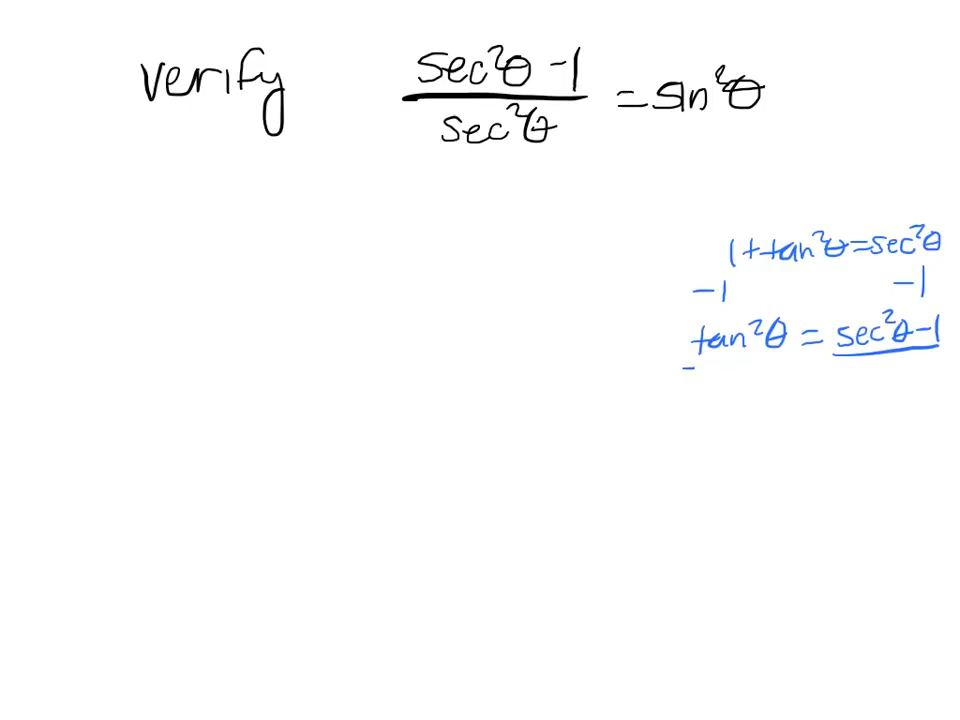 verify sec²θ -1 / sec²θ = sin²θ
1+tan²θ=sec²θ
-1 -1
tan²θ = sec²θ-1